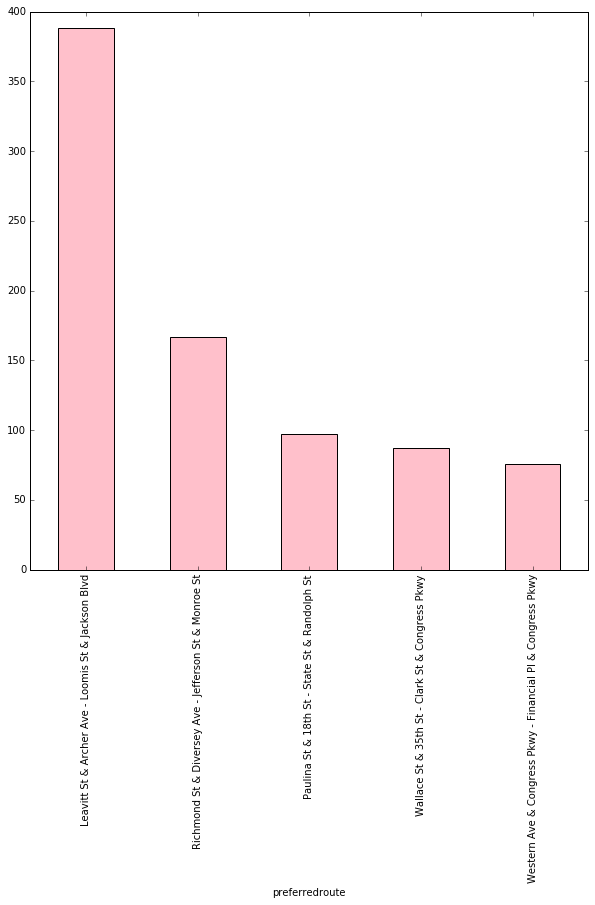 400
350
300
250
200
150
100
50
0
Leavitt St & Archer Ave - Loomis St & Jackson Blvd
Richmond St & Diversey Ave - Jefferson St & Monroe St
Paulina St & 18th St - State St & Randolph St
Wallace St & 35th St - Clark St & Congress Pkwy
Western Ave & Congress Pkwy - Financial Pl & Congress Pkwy
preferredroute